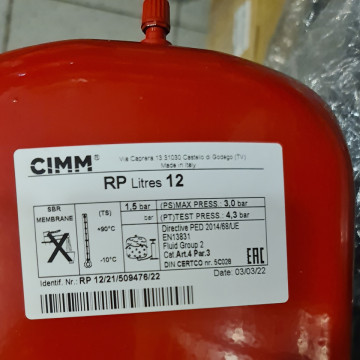 CIMM®
Via Caprera 13 31030 Castello di Godego (TV)
Made in Italy
RP Litres 12
SBR
MEMBRANE
(TS)
+90°C
-10°C
1,5 bar
bar
(PS)MAX PRESS : 3,0 bar
(PT)TEST PRESS : 4,3 bar
Directive PED 2014/68/UE
EN13831
Fluid Group 2
Cat.Art.4 Par.3
DIN CERTCO nr. 5C028
EAC
Identif. Nr.: RP 12/21/509476/22
Date: 03/03/22